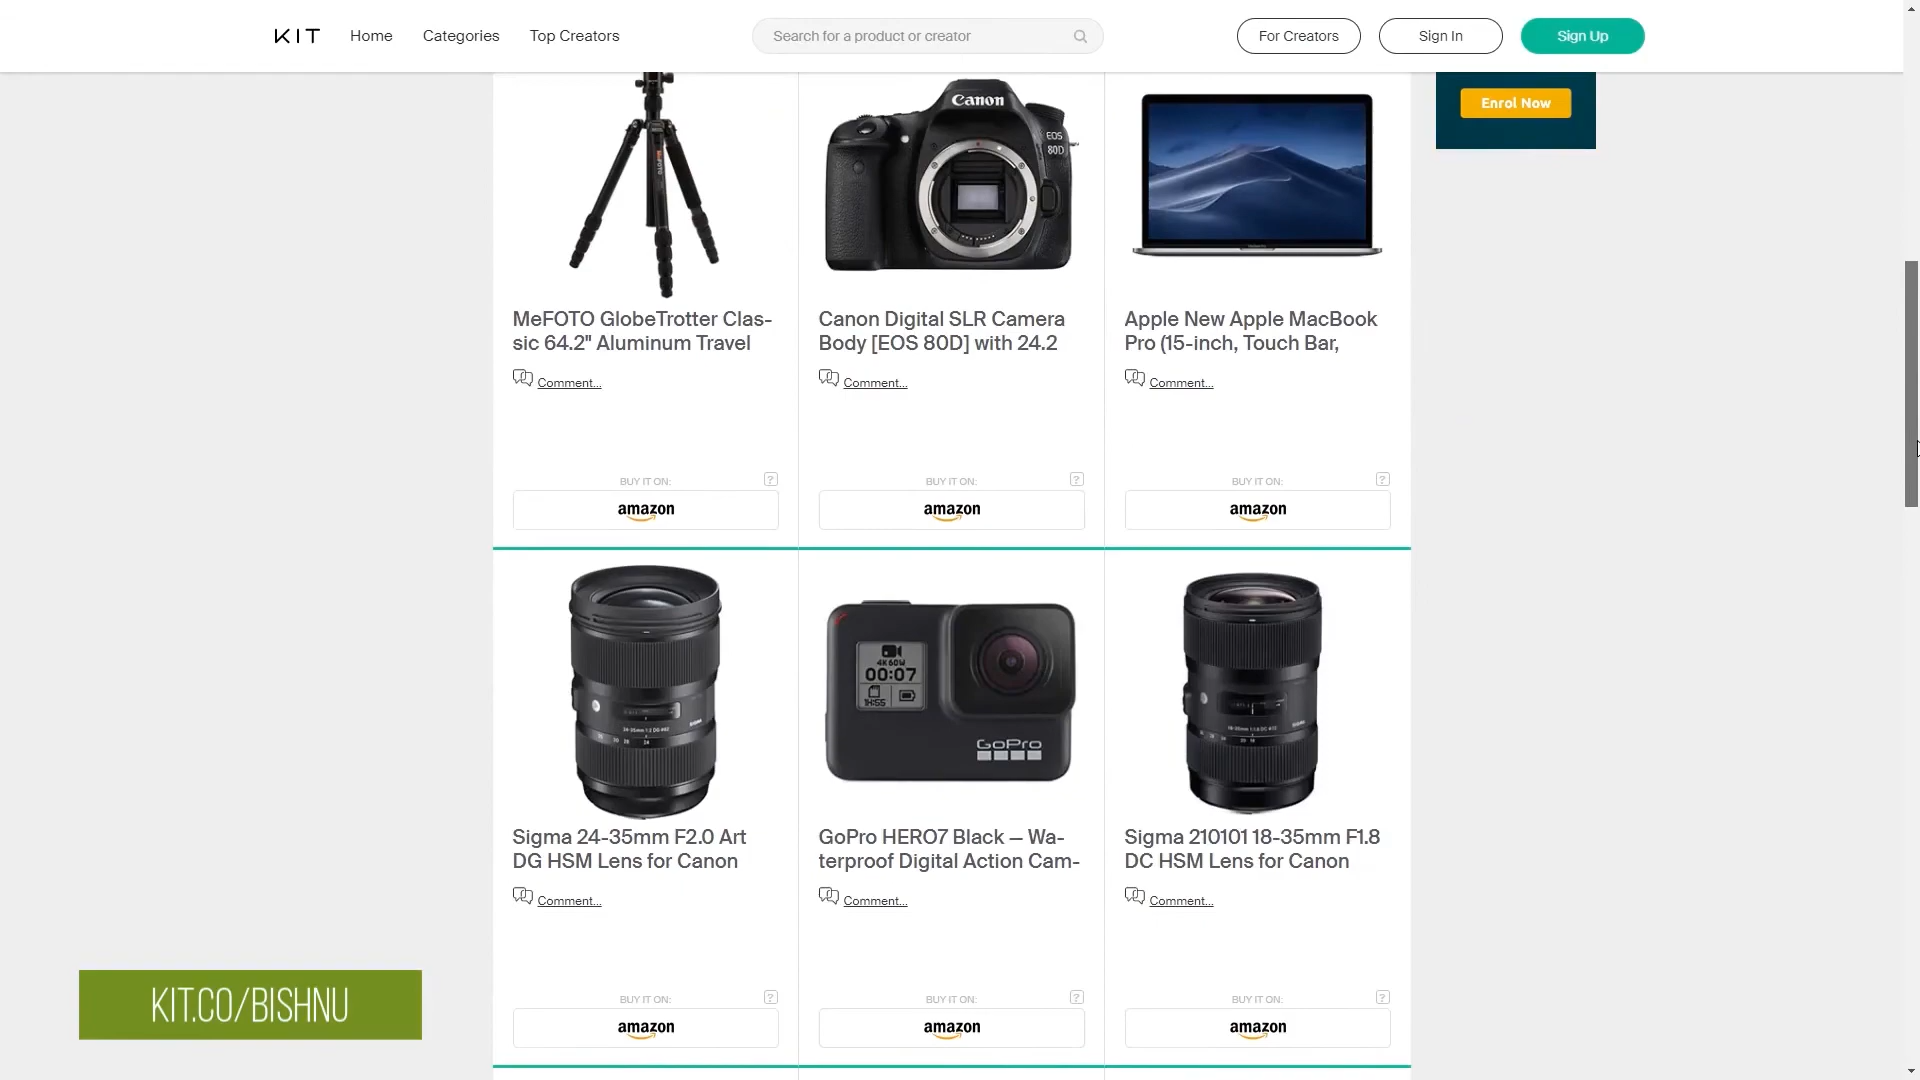 KIT Home Categories Top Creators Search for a product or creator For Creators Sign In Sign Up
Enrol Now
Canon
EOS
80D
MeFOTO
MeFOTO GlobeTrotter Clas-
sic 64.2" Aluminum Travel
Comment...
BUY IT ON: ?
amazon
Canon Digital SLR Camera
Body [EOS 80D] with 24.2
Comment...
BUY IT ON: ?
amazon
Apple New Apple MacBook
Pro (15-inch, Touch Bar,
Comment...
BUY IT ON: ?
amazon
4K60W
00:07
1H:55
GoPro
Sigma 24-35mm F2.0 Art
DG HSM Lens for Canon
Comment...
BUY IT ON: ?
amazon
GoPro HERO7 Black — Wa-
terproof Digital Action Cam-
Comment...
BUY IT ON: ?
amazon
Sigma 210101 18-35mm F1.8
DC HSM Lens for Canon
Comment...
BUY IT ON: ?
amazon
KIT.CO/BISHNU